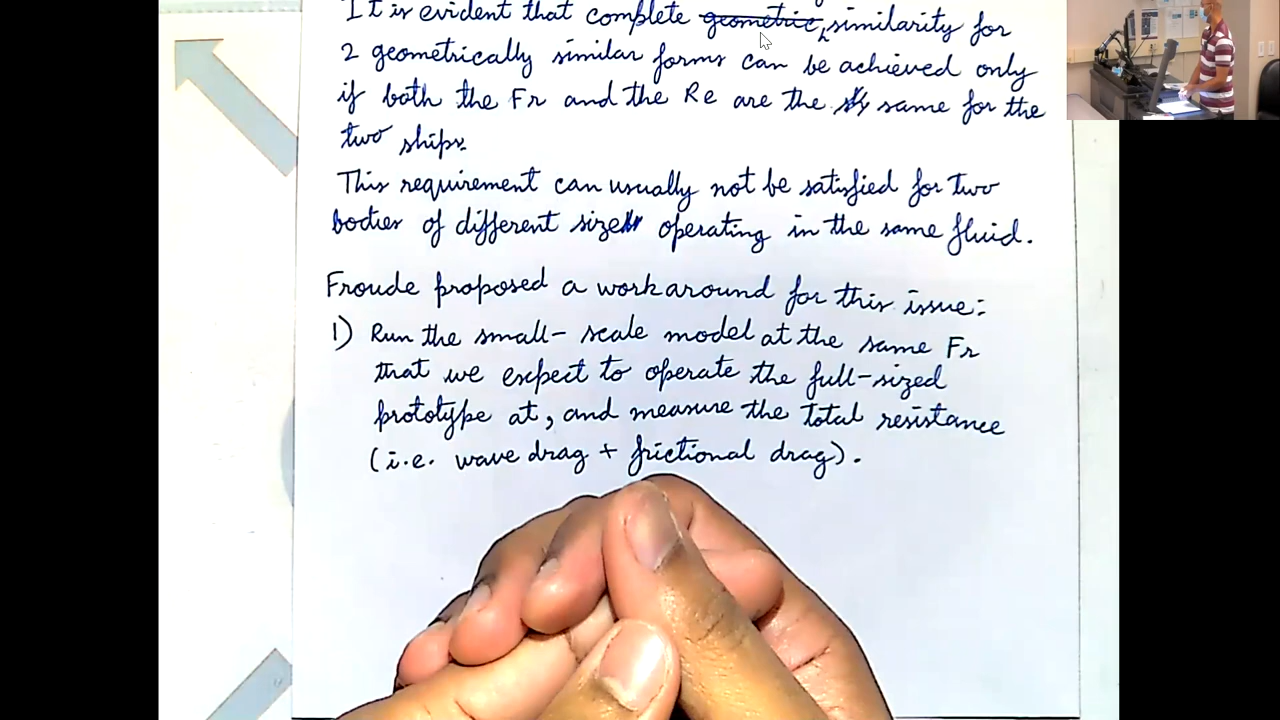 It is evident that complete geometric similarity for
2 geometrically similar forms can be achieved only
if both the Fr and the Re are the same for the
two ships.
This requirement can usually not be satisfied for two
bodies of different size operating in the same fluid.
Froude proposed a workaround for this issue:
1) Run the small-scale model at the same Fr
that we expect to operate the full-sized
prototype at, and measure the total resistance
(i.e. wave drag + frictional drag).